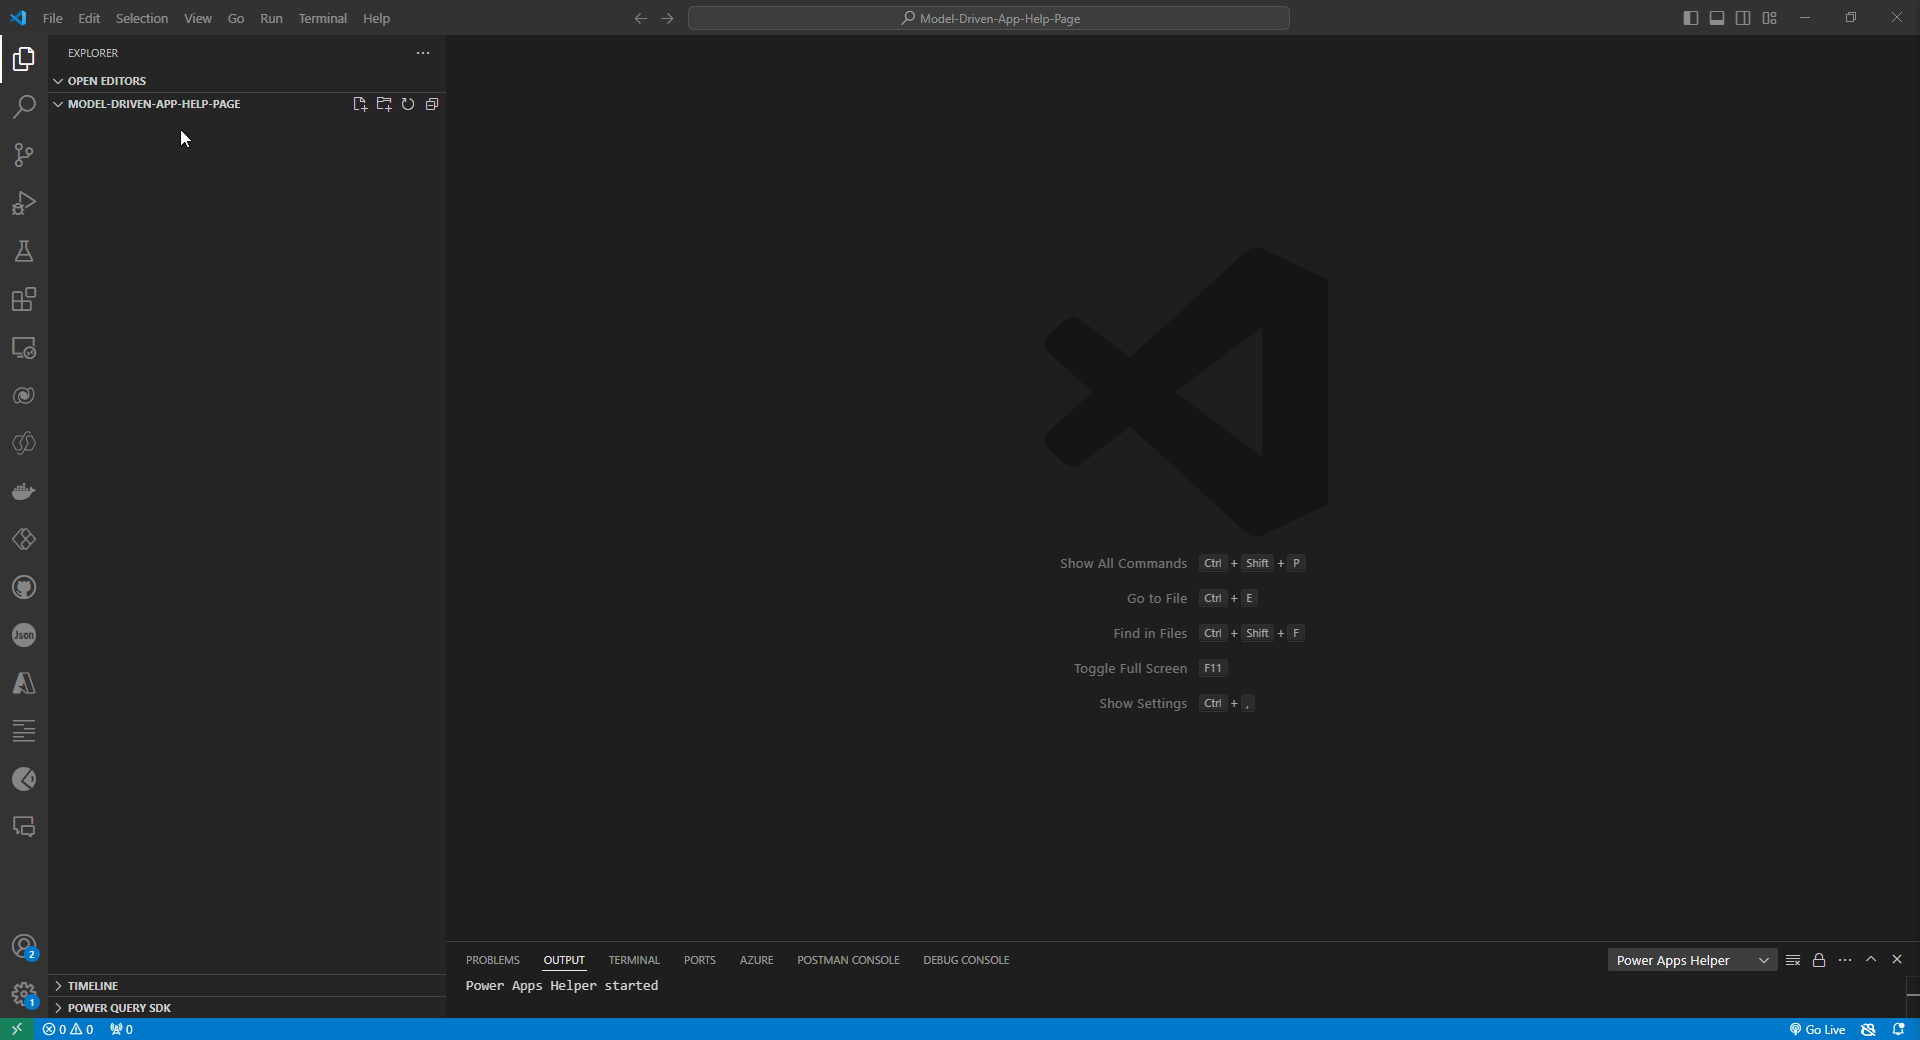 File Edit Selection View Go Run Terminal Help
Model-Driven-App-Help-Page
EXPLORER
OPEN EDITORS
MODEL-DRIVEN-APP-HELP-PAGE
Show All Commands Ctrl + Shift + P
Go to File Ctrl + E
Find in Files Ctrl + Shift + F
Toggle Full Screen F11
Show Settings Ctrl + ,
Json
2
1
TIMELINE
POWER QUERY SDK
PROBLEMS OUTPUT TERMINAL PORTS AZURE POSTMAN CONSOLE DEBUG CONSOLE
Power Apps Helper
Power Apps Helper started
0 0 0
Go Live